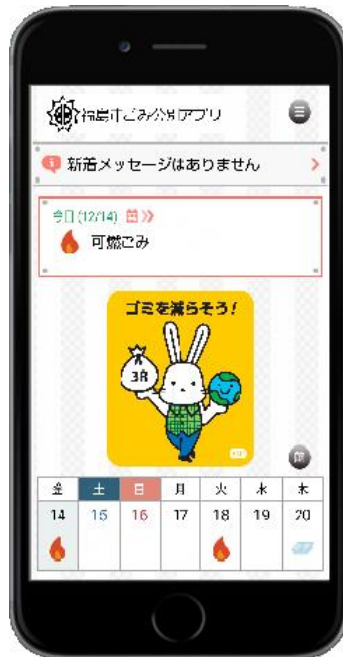 福島市ごみ分別アプリ
新着メッセージはありません
今日(12/14)
可燃ごみ
ゴミを減らそう!
3R
金 土 日 月 火 水 木
14 15 16 17 18 19 20